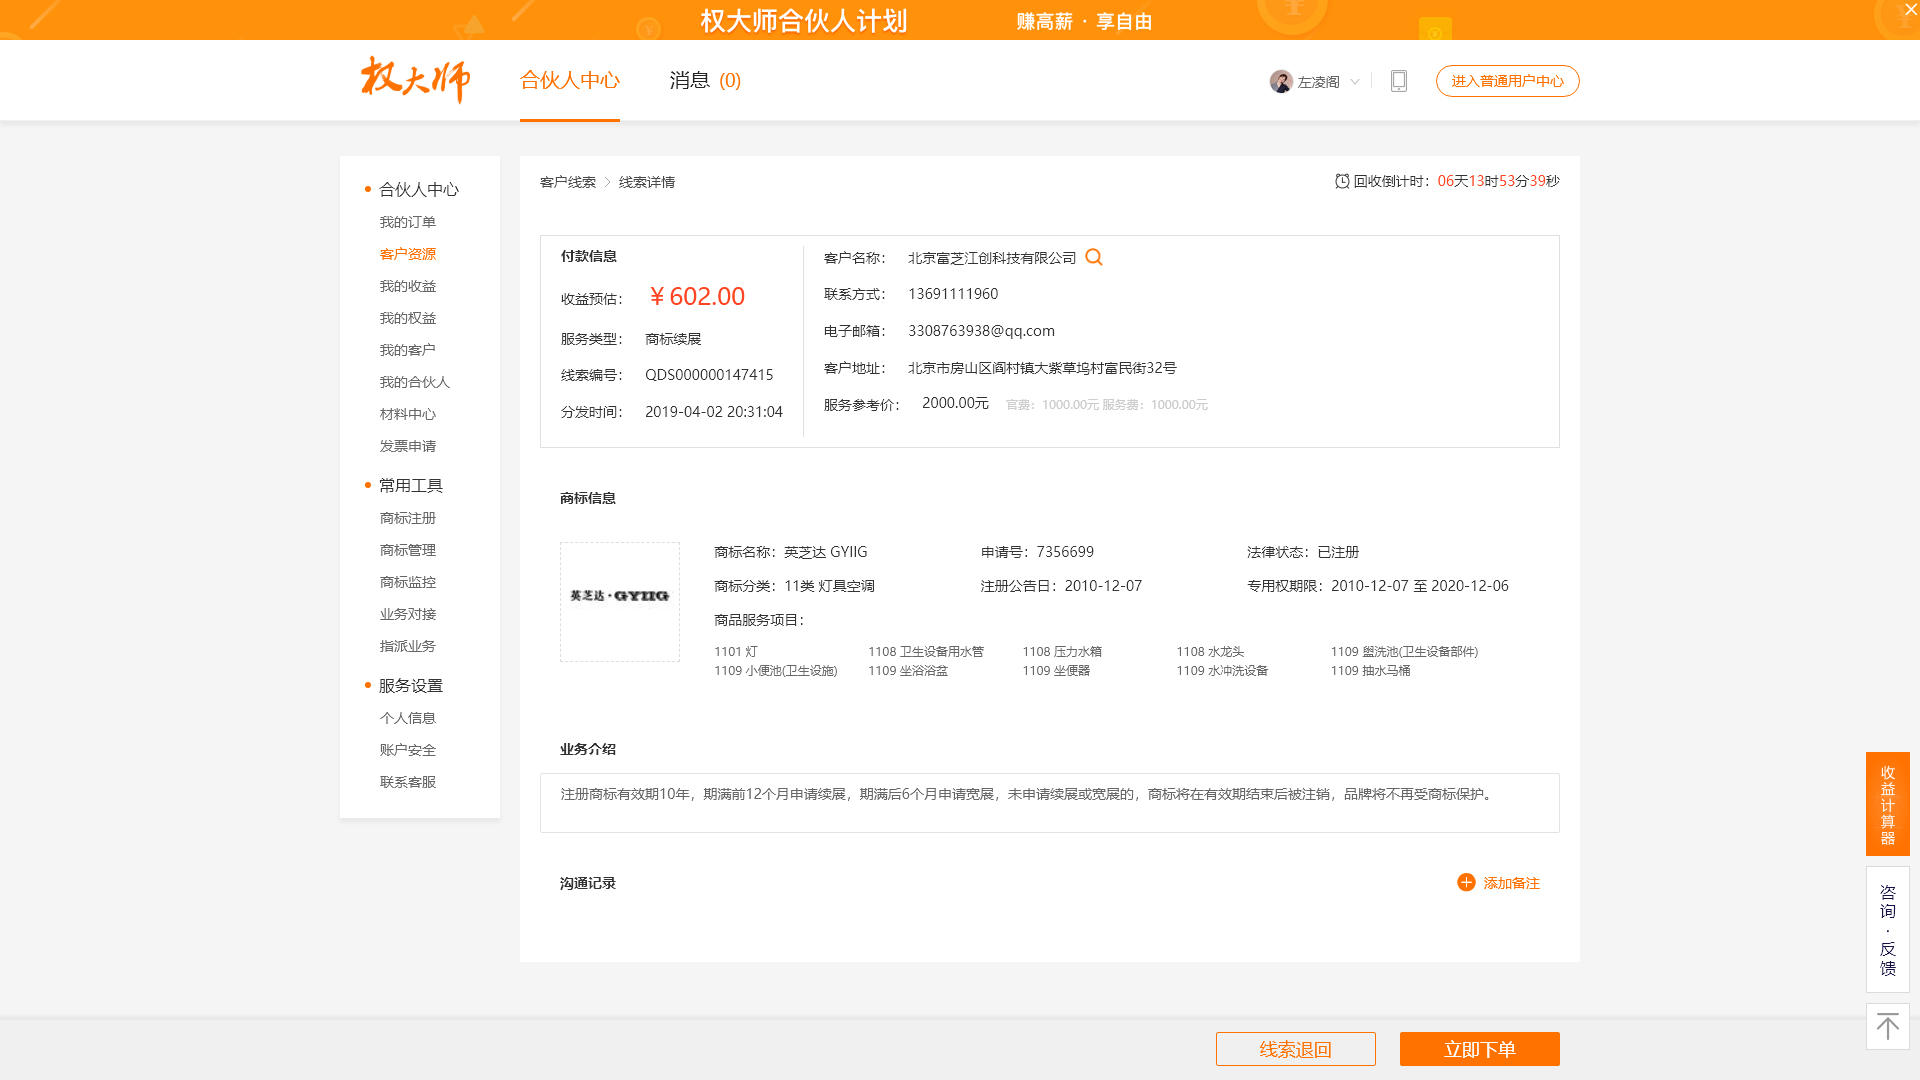 权大师合伙人计划 赚高薪 · 享自由
权大师 合伙人中心 消息 (0) 左凌阁 进入普通用户中心
合伙人中心
我的订单
客户资源
我的收益
我的权益
我的客户
我的合伙人
材料中心
发票申请
常用工具
商标注册
商标管理
商标监控
业务对接
指派业务
服务设置
个人信息
账户安全
联系客服
客户线索 > 线索详情 回收倒计时：06天13时53分39秒
付款信息
收益预估： ¥602.00
服务类型： 商标续展
线索编号： QDS000000147415
分发时间： 2019-04-02 20:31:04
客户名称： 北京富芝江创科技有限公司
联系方式： 13691111960
电子邮箱： 3308763938@qq.com
客户地址： 北京市房山区阎村镇大紫草坞村富民街32号
服务参考价： 2000.00元 官费：1000.00元 服务费：1000.00元
商标信息
英芝达·GYIIG
商标名称：英芝达 GYIIG 申请号：7356699 法律状态：已注册
商标分类：11类 灯具空调 注册公告日：2010-12-07 专用权期限：2010-12-07 至 2020-12-06
商品服务项目：
1101 灯 1108 卫生设备用水管 1108 压力水箱 1108 水龙头 1109 盥洗池(卫生设备部件)
1109 小便池(卫生设施) 1109 坐浴浴盆 1109 坐便器 1109 水冲洗设备 1109 抽水马桶
业务介绍
注册商标有效期10年，期满前12个月申请续展，期满后6个月申请宽展，未申请续展或宽展的，商标将在有效期结束后被注销，品牌将不再受商标保护。
沟通记录 添加备注
收益计算器
咨询·反馈
线索退回 立即下单